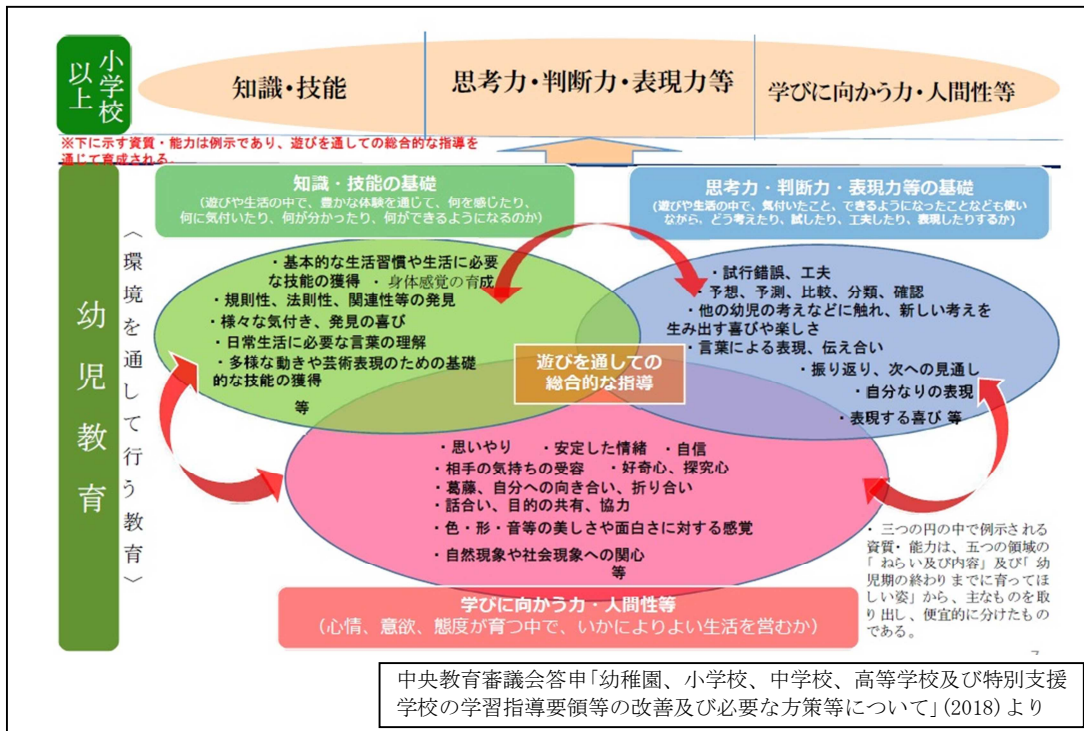 小学校
以上
知識・技能
思考力・判断力・表現力等
学びに向かう力・人間性等
※下に示す資質・能力は例示であり、遊びを通しての総合的な指導を
通じて育成される。
幼児教育
〈環境を通して行う教育〉
知識・技能の基礎
(遊びや生活の中で、豊かな体験を通じて、何を感じたり、
何に気付いたり、何が分かったり、何ができるようになるのか)
思考力・判断力・表現力等の基礎
(遊びや生活の中で、気付いたこと、できるようになったことなども使い
ながら、どう考えたり、試したり、工夫したり、表現したりするか)
・基本的な生活習慣や生活に必要
な技能の獲得 ・身体感覚の育成
・規則性、法則性、関連性等の発見
・様々な気付き、発見の喜び
・日常生活に必要な言葉の理解
・多様な動きや芸術表現のための基礎
的な技能の獲得
等
・試行錯誤、工夫
・予想、予測、比較、分類、確認
・他の幼児の考えなどに触れ、新しい考えを
生み出す喜びや楽しさ
・言葉による表現、伝え合い
・振り返り、次への見通し
・自分なりの表現
・表現する喜び 等
遊びを通しての
総合的な指導
・思いやり ・安定した情緒 ・自信
・相手の気持ちの受容 ・好奇心、探究心
・葛藤、自分への向き合い、折り合い
・話合い、目的の共有、協力
・色・形・音等の美しさや面白さに対する感覚
・自然現象や社会現象への関心
等
学びに向かう力・人間性等
(心情、意欲、態度が育つ中で、いかによりよい生活を営むか)
・三つの円の中で例示される
資質・能力は、五つの領域の
「ねらい及び内容」及び「幼
児期の終わりまでに育ってほ
しい姿」から、主なものを取
り出し、便宜的に分けたもの
である。
中央教育審議会答申「幼稚園、小学校、中学校、高等学校及び特別支援
学校の学習指導要領等の改善及び必要な方策等について」(2018)より